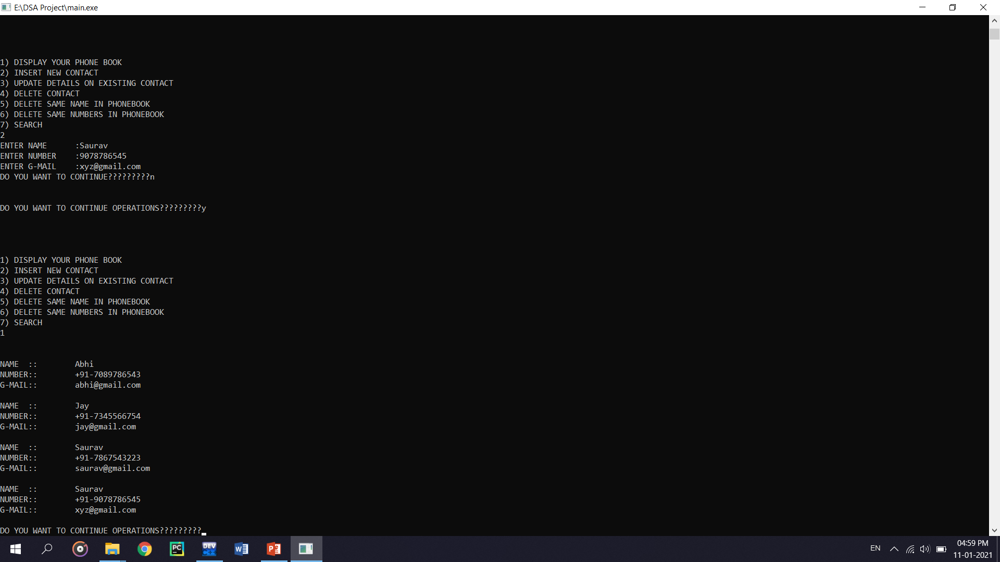 E:\DSA Project\main.exe
1) DISPLAY YOUR PHONE BOOK
2) INSERT NEW CONTACT
3) UPDATE DETAILS ON EXISTING CONTACT
4) DELETE CONTACT
5) DELETE SAME NAME IN PHONEBOOK
6) DELETE SAME NUMBERS IN PHONEBOOK
7) SEARCH
2
ENTER NAME      :Saurav
ENTER NUMBER    :9078786545
ENTER G-MAIL    :xyz@gmail.com
DO YOU WANT TO CONTINUE?????????n
DO YOU WANT TO CONTINUE OPERATIONS?????????y
1) DISPLAY YOUR PHONE BOOK
2) INSERT NEW CONTACT
3) UPDATE DETAILS ON EXISTING CONTACT
4) DELETE CONTACT
5) DELETE SAME NAME IN PHONEBOOK
6) DELETE SAME NUMBERS IN PHONEBOOK
7) SEARCH
1
NAME  ::        Abhi
NUMBER::        +91-7089786543
G-MAIL::        abhi@gmail.com
NAME  ::        Jay
NUMBER::        +91-7345566754
G-MAIL::        jay@gmail.com
NAME  ::        Saurav
NUMBER::        +91-7867543223
G-MAIL::        saurav@gmail.com
NAME  ::        Saurav
NUMBER::        +91-9078786545
G-MAIL::        xyz@gmail.com
DO YOU WANT TO CONTINUE OPERATIONS?????????
PC
DEV
C++
W
P
EN
04:59 PM
11-01-2021